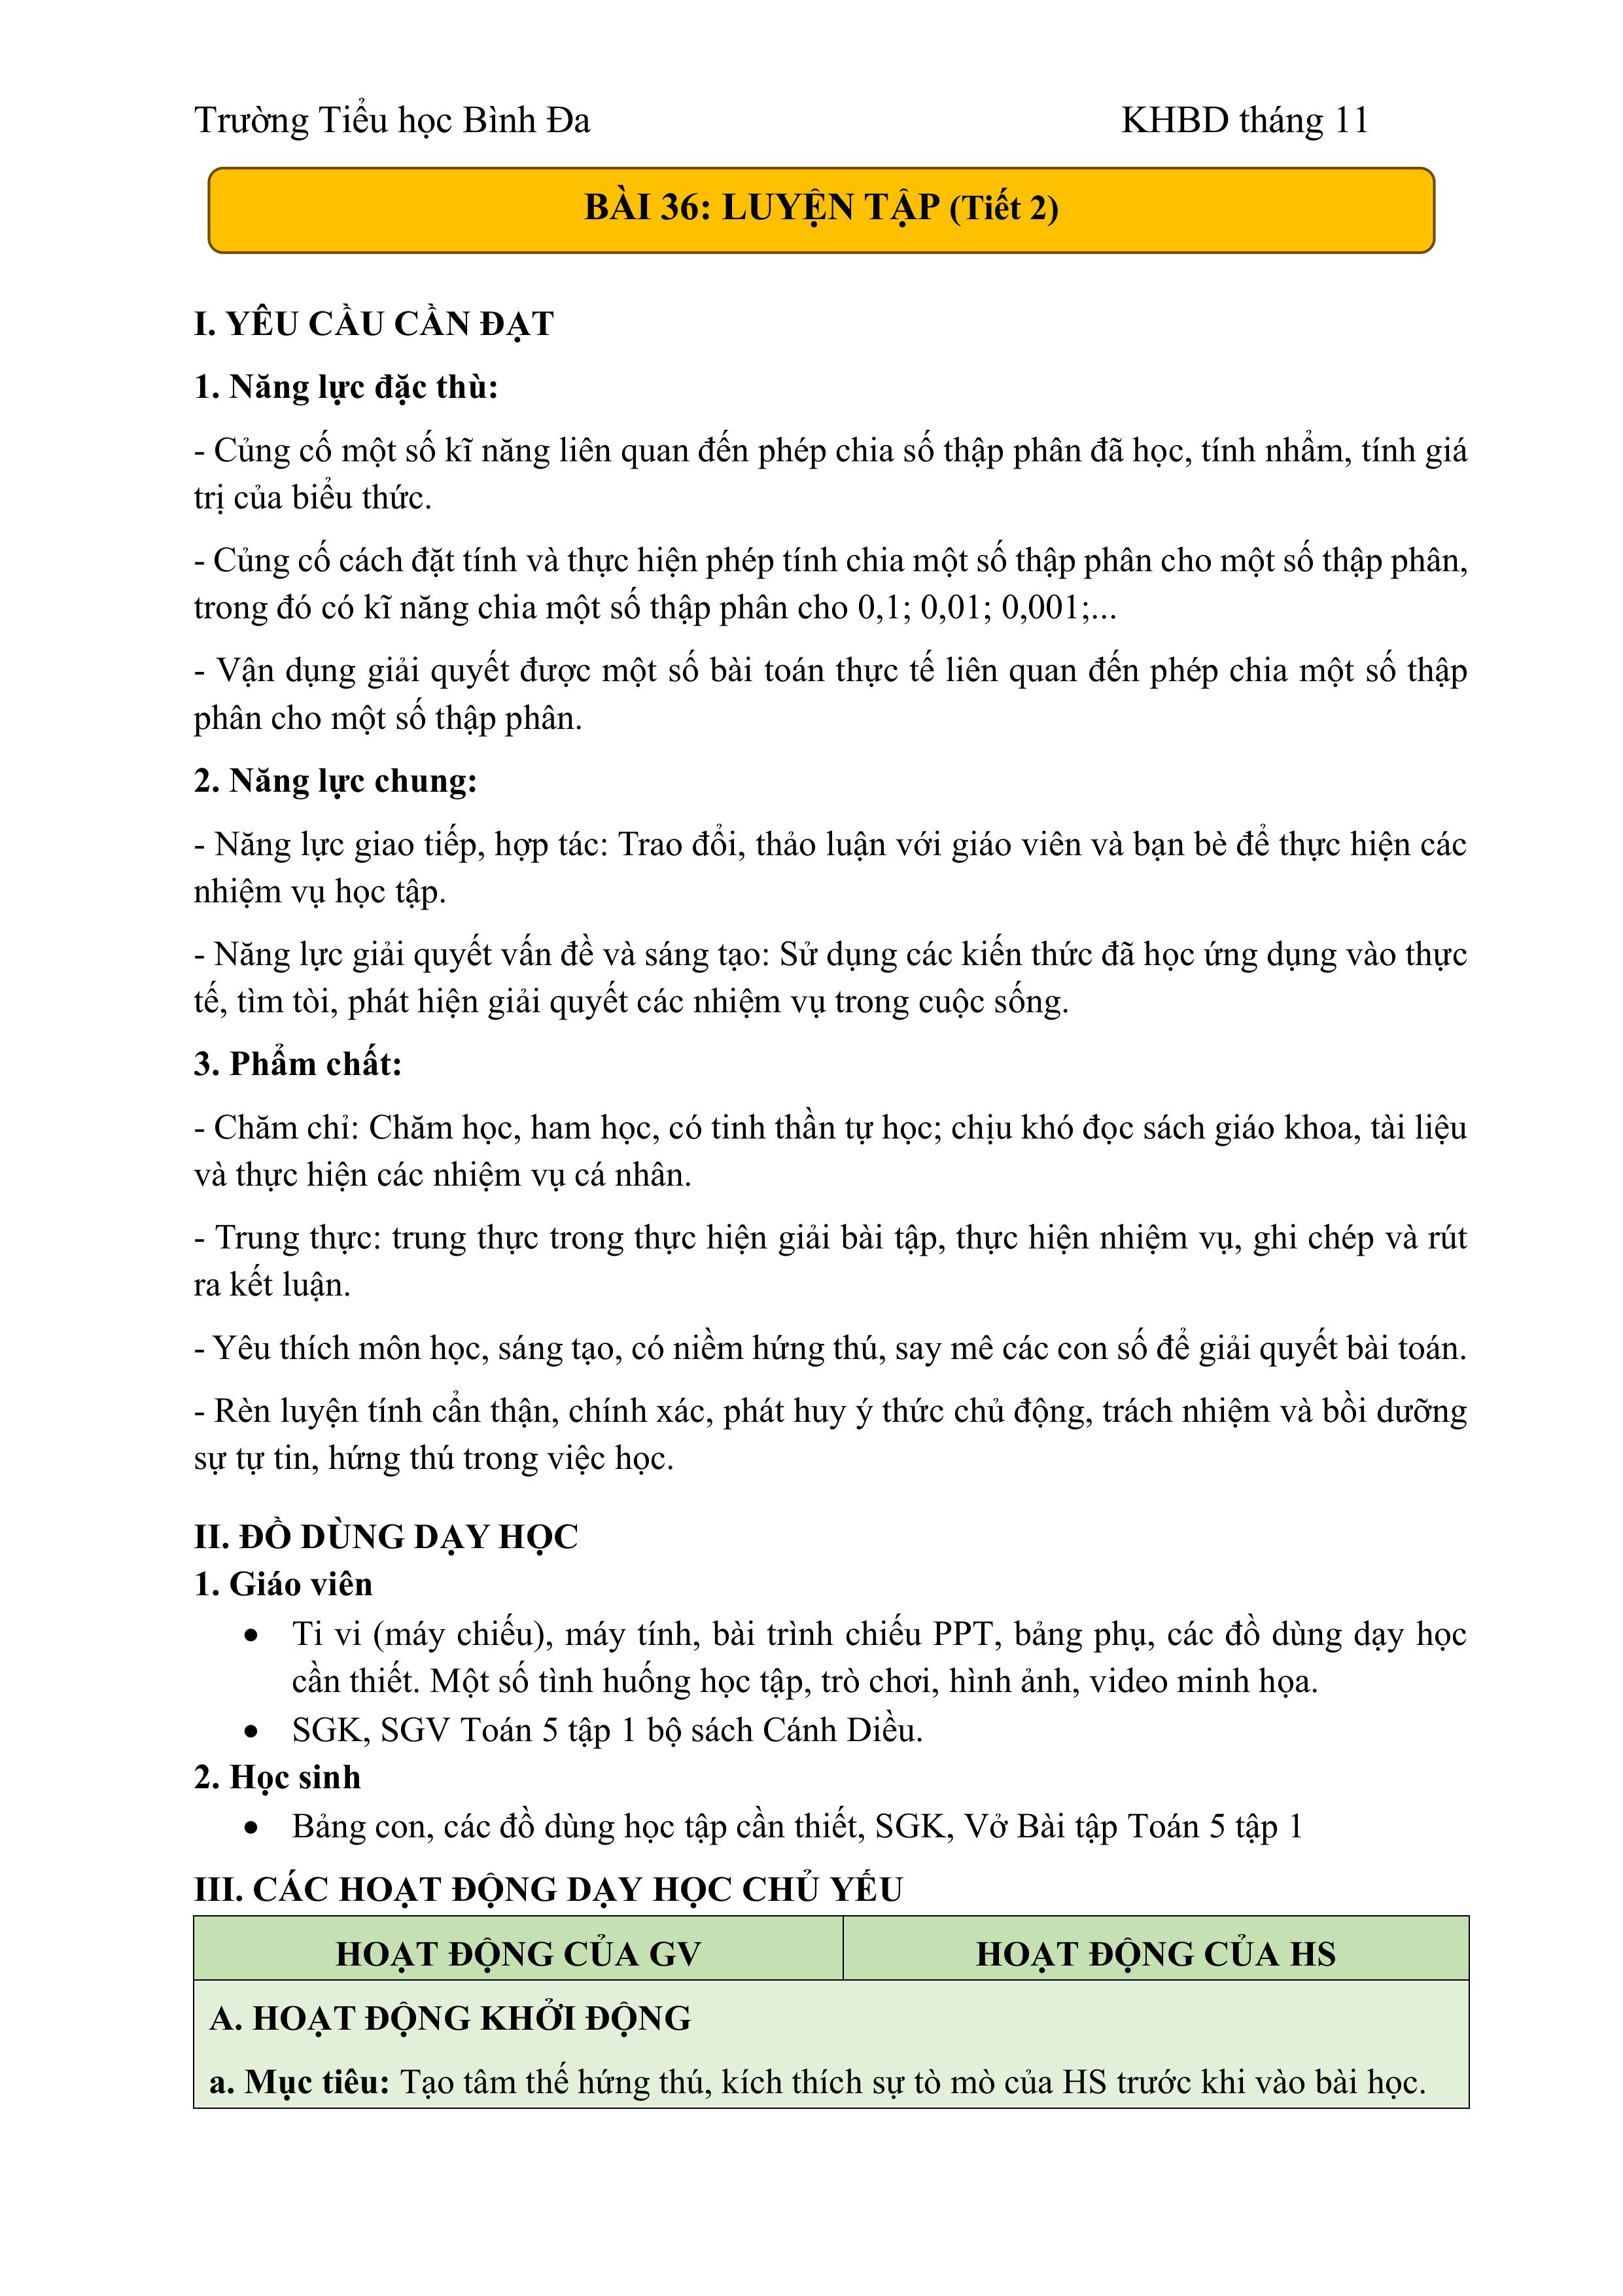 Trường Tiểu học Bình Đa KHBD tháng 11
BÀI 36: LUYỆN TẬP (Tiết 2)
I. YÊU CẦU CẦN ĐẠT
1. Năng lực đặc thù:
- Củng cố một số kĩ năng liên quan đến phép chia số thập phân đã học, tính nhẩm, tính giá
trị của biểu thức.
- Củng cố cách đặt tính và thực hiện phép tính chia một số thập phân cho một số thập phân,
trong đó có kĩ năng chia một số thập phân cho 0,1; 0,01; 0,001;...
- Vận dụng giải quyết được một số bài toán thực tế liên quan đến phép chia một số thập
phân cho một số thập phân.
2. Năng lực chung:
- Năng lực giao tiếp, hợp tác: Trao đổi, thảo luận với giáo viên và bạn bè để thực hiện các
nhiệm vụ học tập.
- Năng lực giải quyết vấn đề và sáng tạo: Sử dụng các kiến thức đã học ứng dụng vào thực
tế, tìm tòi, phát hiện giải quyết các nhiệm vụ trong cuộc sống.
3. Phẩm chất:
- Chăm chỉ: Chăm học, ham học, có tinh thần tự học; chịu khó đọc sách giáo khoa, tài liệu
và thực hiện các nhiệm vụ cá nhân.
- Trung thực: trung thực trong thực hiện giải bài tập, thực hiện nhiệm vụ, ghi chép và rút
ra kết luận.
- Yêu thích môn học, sáng tạo, có niềm hứng thú, say mê các con số để giải quyết bài toán.
- Rèn luyện tính cẩn thận, chính xác, phát huy ý thức chủ động, trách nhiệm và bồi dưỡng
sự tự tin, hứng thú trong việc học.
II. ĐỒ DÙNG DẠY HỌC
1. Giáo viên
• Ti vi (máy chiếu), máy tính, bài trình chiếu PPT, bảng phụ, các đồ dùng dạy học
cần thiết. Một số tình huống học tập, trò chơi, hình ảnh, video minh họa.
• SGK, SGV Toán 5 tập 1 bộ sách Cánh Diều.
2. Học sinh
• Bảng con, các đồ dùng học tập cần thiết, SGK, Vở Bài tập Toán 5 tập 1
III. CÁC HOẠT ĐỘNG DẠY HỌC CHỦ YẾU
HOẠT ĐỘNG CỦA GV HOẠT ĐỘNG CỦA HS
A. HOẠT ĐỘNG KHỞI ĐỘNG
a. Mục tiêu: Tạo tâm thế hứng thú, kích thích sự tò mò của HS trước khi vào bài học.